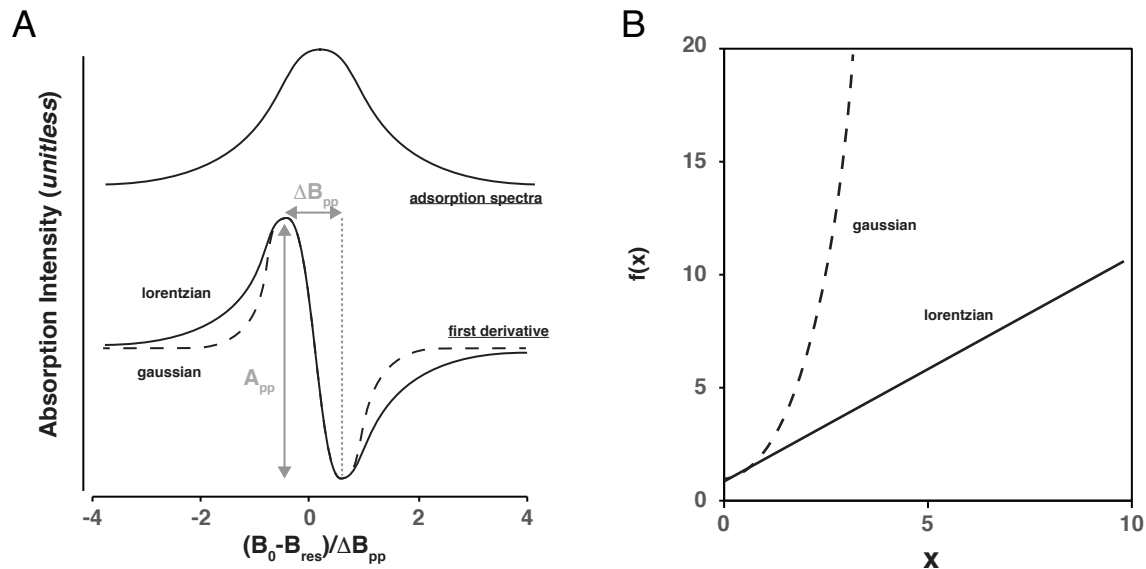 A
Absorption Intensity (unitless)
adsorption spectra
ΔBpp
lorentzian
first derivative
gaussian
App
-4 -2 0 2 4
(B0-Bres)/ΔBpp
B
20
15
10
5
0
f(x)
gaussian
lorentzian
0 5 10
x